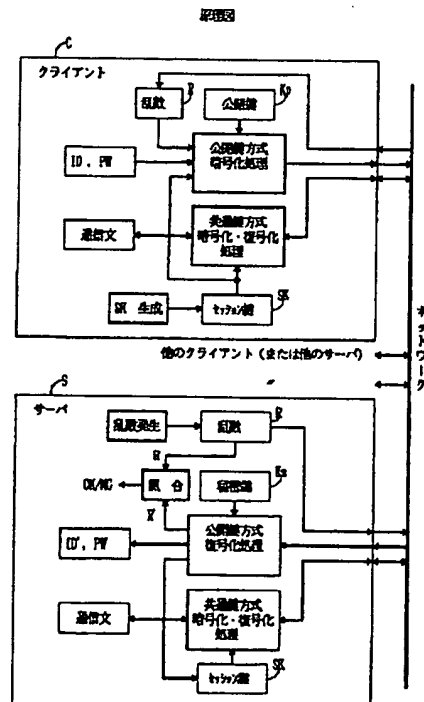 原理図
C
クライアント
乱数
R
公開鍵
Kp
ID，PW
公開鍵方式
暗号化処理
通信文
共通鍵方式
暗号化・復号化
処理
SK 生成
セッション鍵
SK
他のクライアント（または他のサーバ）
ネットワーク
S
サーバ
乱数発生
乱数
R
R
OK/NG
照合
秘密鍵
Ks
R'
ID'，PW
公開鍵方式
復号化処理
通信文
共通鍵方式
暗号化・復号化
処理
セッション鍵
SK